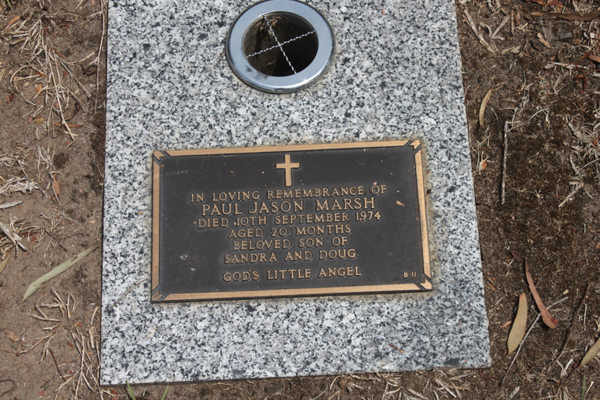 IN LOVING REMEMBRANCE OF
PAUL JASON MARSH
DIED 10TH SEPTEMBER 1974
AGED 20 MONTHS
BELOVED SON OF
SANDRA AND DOUG
GOD'S LITTLE ANGEL
B 11